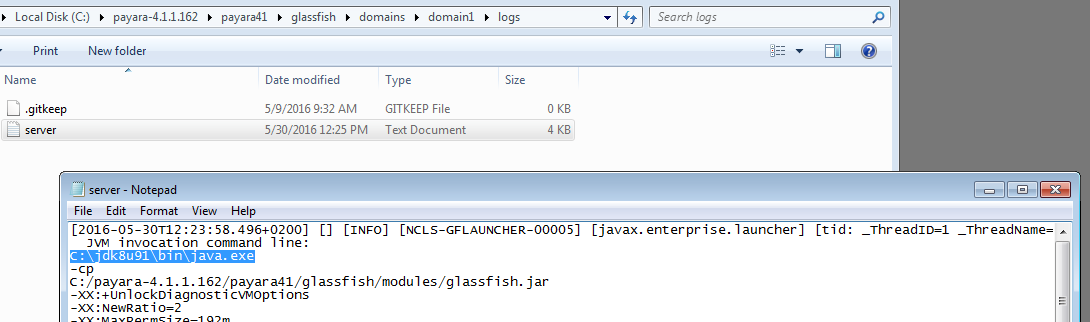 Local Disk (C:) payara-4.1.1.162 payara41 glassfish domains domain1 logs Search logs
Print New folder
Name Date modified Type Size
.gitkeep 5/9/2016 9:32 AM GITKEEP File 0 KB
server 5/30/2016 12:25 PM Text Document 4 KB
server - Notepad
File Edit Format View Help
[2016-05-30T12:23:58.496+0200] [] [INFO] [NCLS-GFLAUNCHER-00005] [javax.enterprise.launcher] [tid: _ThreadID=1 _ThreadName=
JVM invocation command line:
C:\jdk8u91\bin\java.exe
-cp
C:/payara-4.1.1.162/payara41/glassfish/modules/glassfish.jar
-XX:+UnlockDiagnosticVMOptions
-XX:NewRatio=2
-XX:MaxPermSize=192m